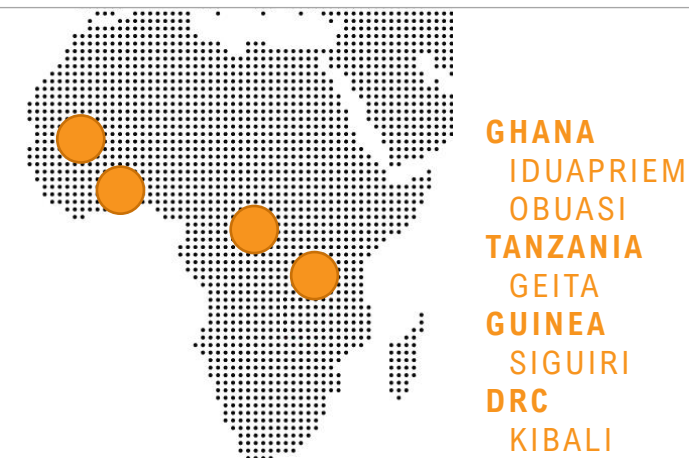 GHANA
IDUAPRIEM
OBUASI
TANZANIA
GEITA
GUINEA
SIGUIRI
DRC
KIBALI